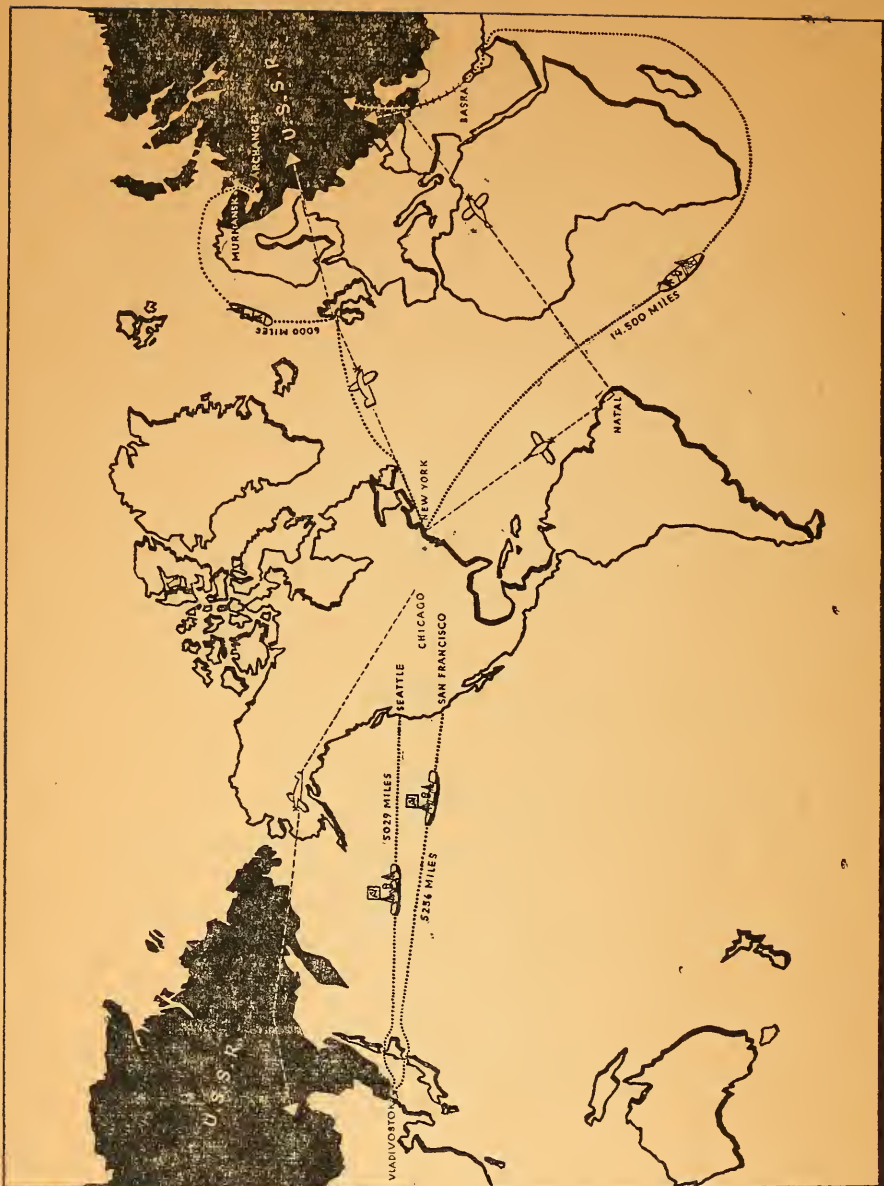 U.S.S.R.
VLADIVOSTOK
5029 MILES
5236 MILES
SEATTLE
SAN FRANCISCO
CHICAGO
NEW YORK
NATAL
6000 MILES
14.500 MILES
MURMANSK
ARCHANGEL
U.S.S.R.
BASRA